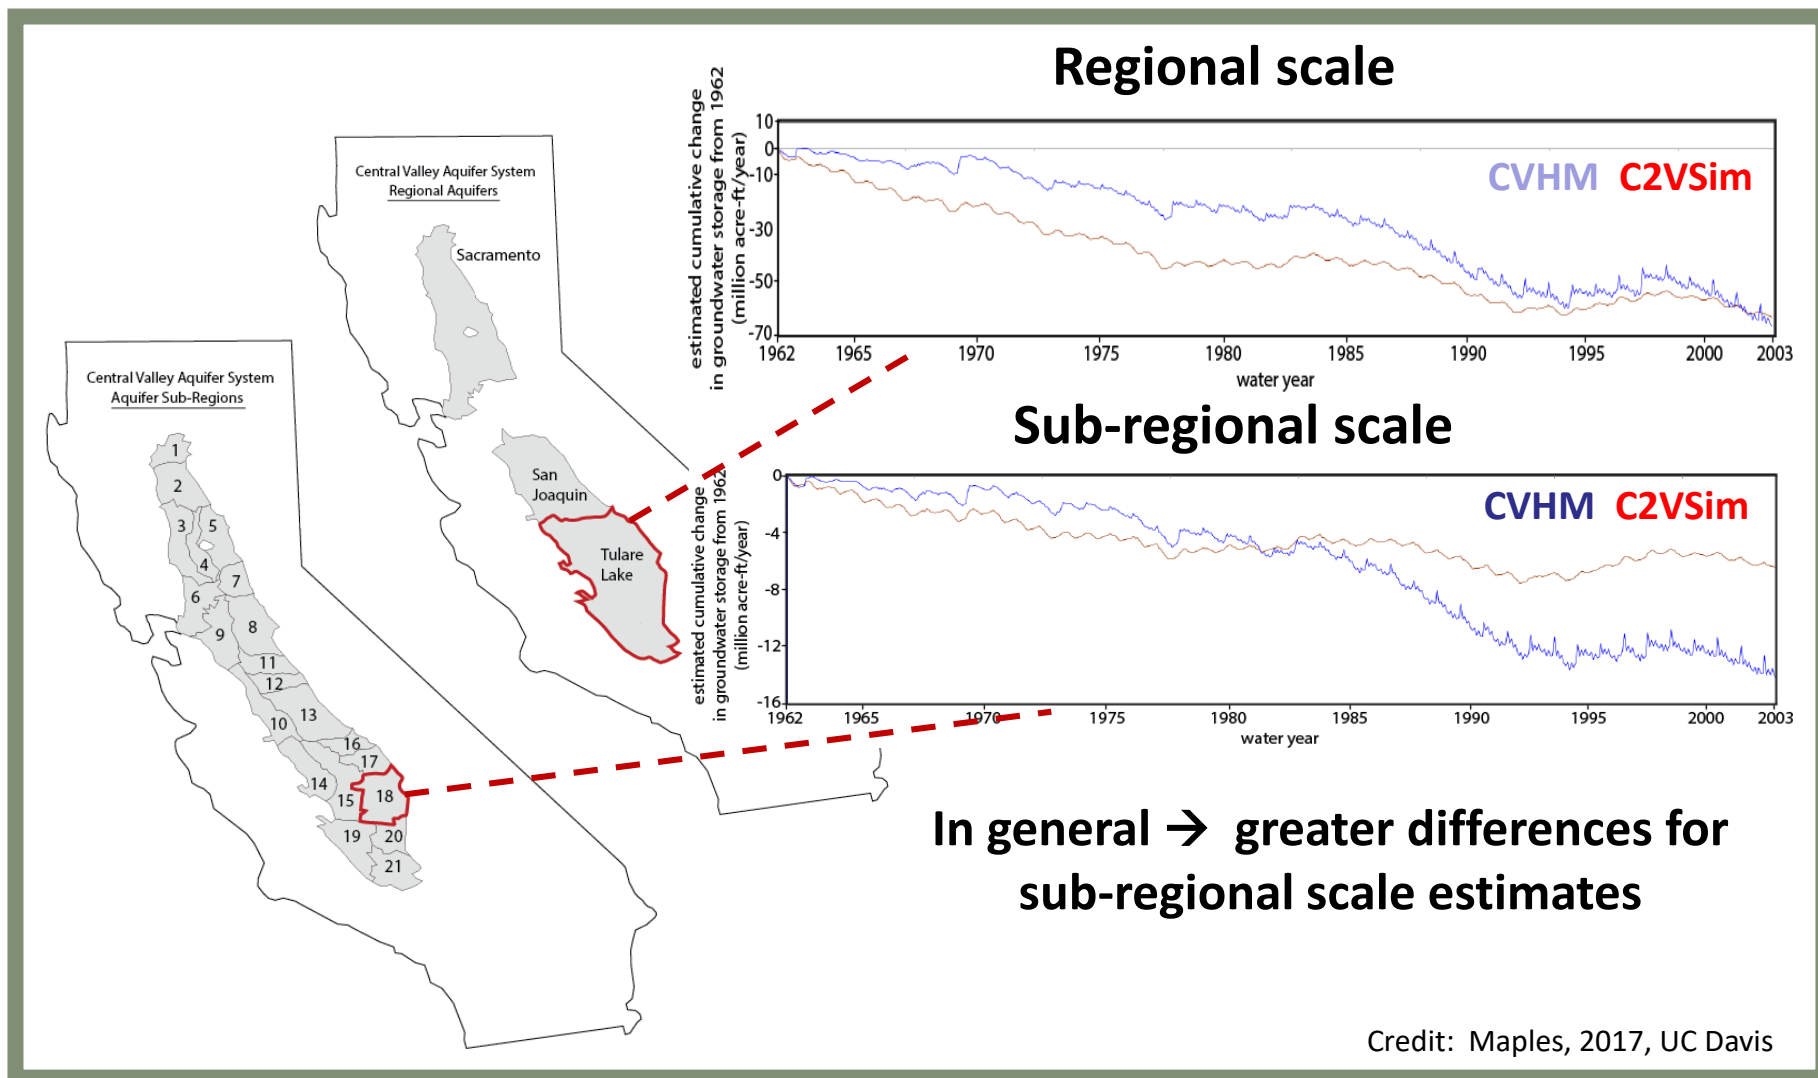 Regional scale
estimated cumulative change
in groundwater storage from 1962
(million acre-ft/year)
10
0
-10
-30
-50
-70
CVHM C2VSim
1962 1965 1970 1975 1980 1985 1990 1995 2000 2003
water year
Sub-regional scale
estimated cumulative change
in groundwater storage from 1962
(million acre-ft/year)
0
-4
-8
-12
-16
CVHM C2VSim
1962 1965 1970 1975 1980 1985 1990 1995 2000 2003
water year
Central Valley Aquifer System
Regional Aquifers
Sacramento
San
Joaquin
Tulare
Lake
Central Valley Aquifer System
Aquifer Sub-Regions
1
2
3
5
4
7
6
9
8
11
12
10
13
16
17
14
15
18
19
20
21
In general → greater differences for
sub-regional scale estimates
Credit: Maples, 2017, UC Davis